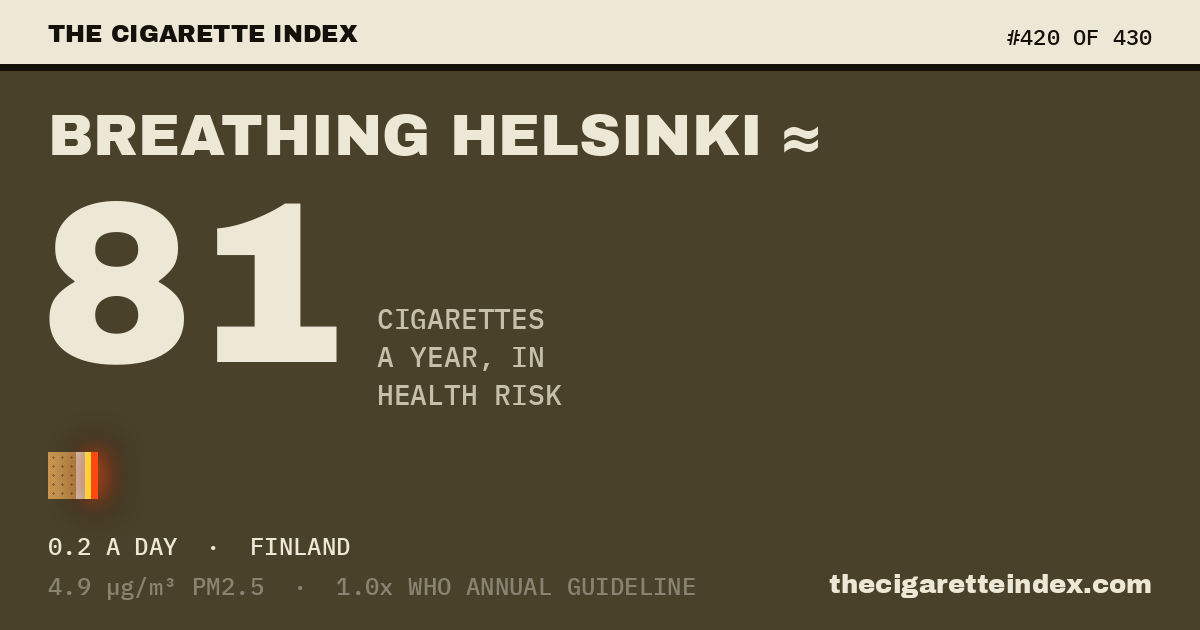 THE CIGARETTE INDEX
#420 OF 430
BREATHING HELSINKI ≈
81
CIGARETTES
A YEAR, IN
HEALTH RISK
0.2 A DAY · FINLAND
4.9 µg/m³ PM2.5 · 1.0x WHO ANNUAL GUIDELINE
thecigaretteindex.com